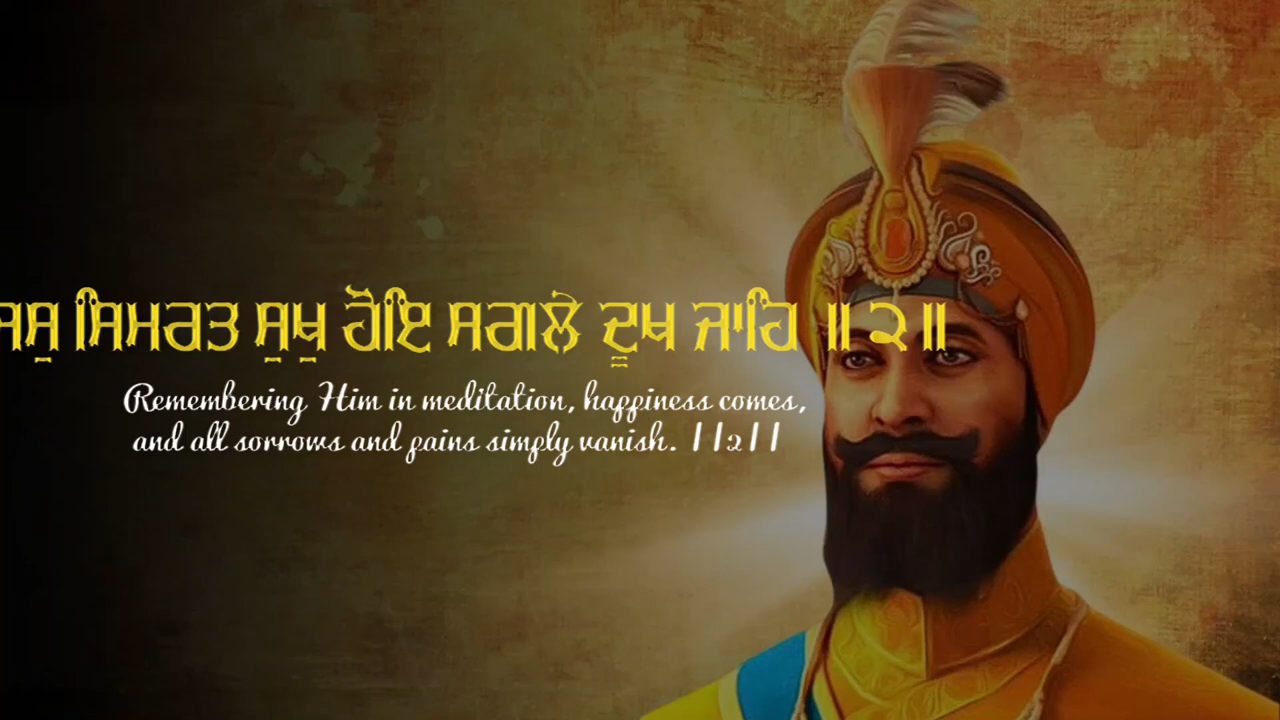 ਸਿਮਰਤ ਸੁਖੁ ਹੋਇ ਸਗਲੇ ਦੂਖ ਜਾਹਿ ॥੨॥
Remembering Him in meditation, happiness comes,
and all sorrows and pains simply vanish. ||2||